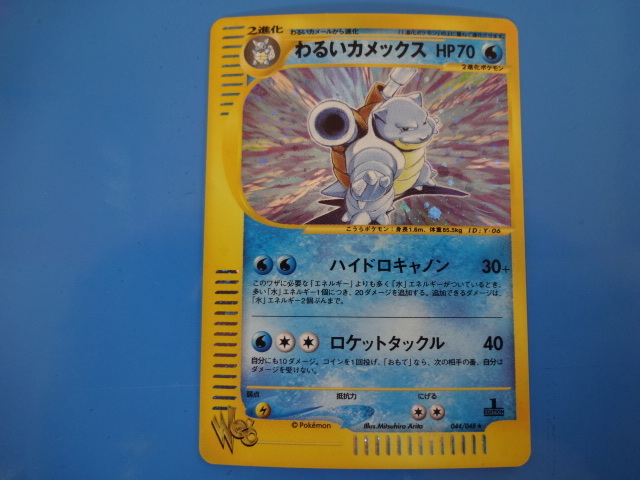 2進化
わるいカメールから進化
わるいカメックス HP70
2進化ポケモン
こうらポケモン：身長1.6m、体重85.5kg ID:Y-06
ハイドロキャノン 30+
このワザに必要な「エネルギー」よりも多く「水」エネルギーがついているとき、
多い「水」エネルギー1個につき、20ダメージを追加する。追加できるダメージは、
「水」エネルギー2個ぶんまで。
ロケットタックル 40
自分にも10ダメージ。コインを1回投げ、「おもて」なら、次の相手の番、自分は
ダメージを受けない。
弱点 抵抗力 にげる
1
EDITION
© Pokémon Illus.Mitsuhiro Arita 044/048 ★